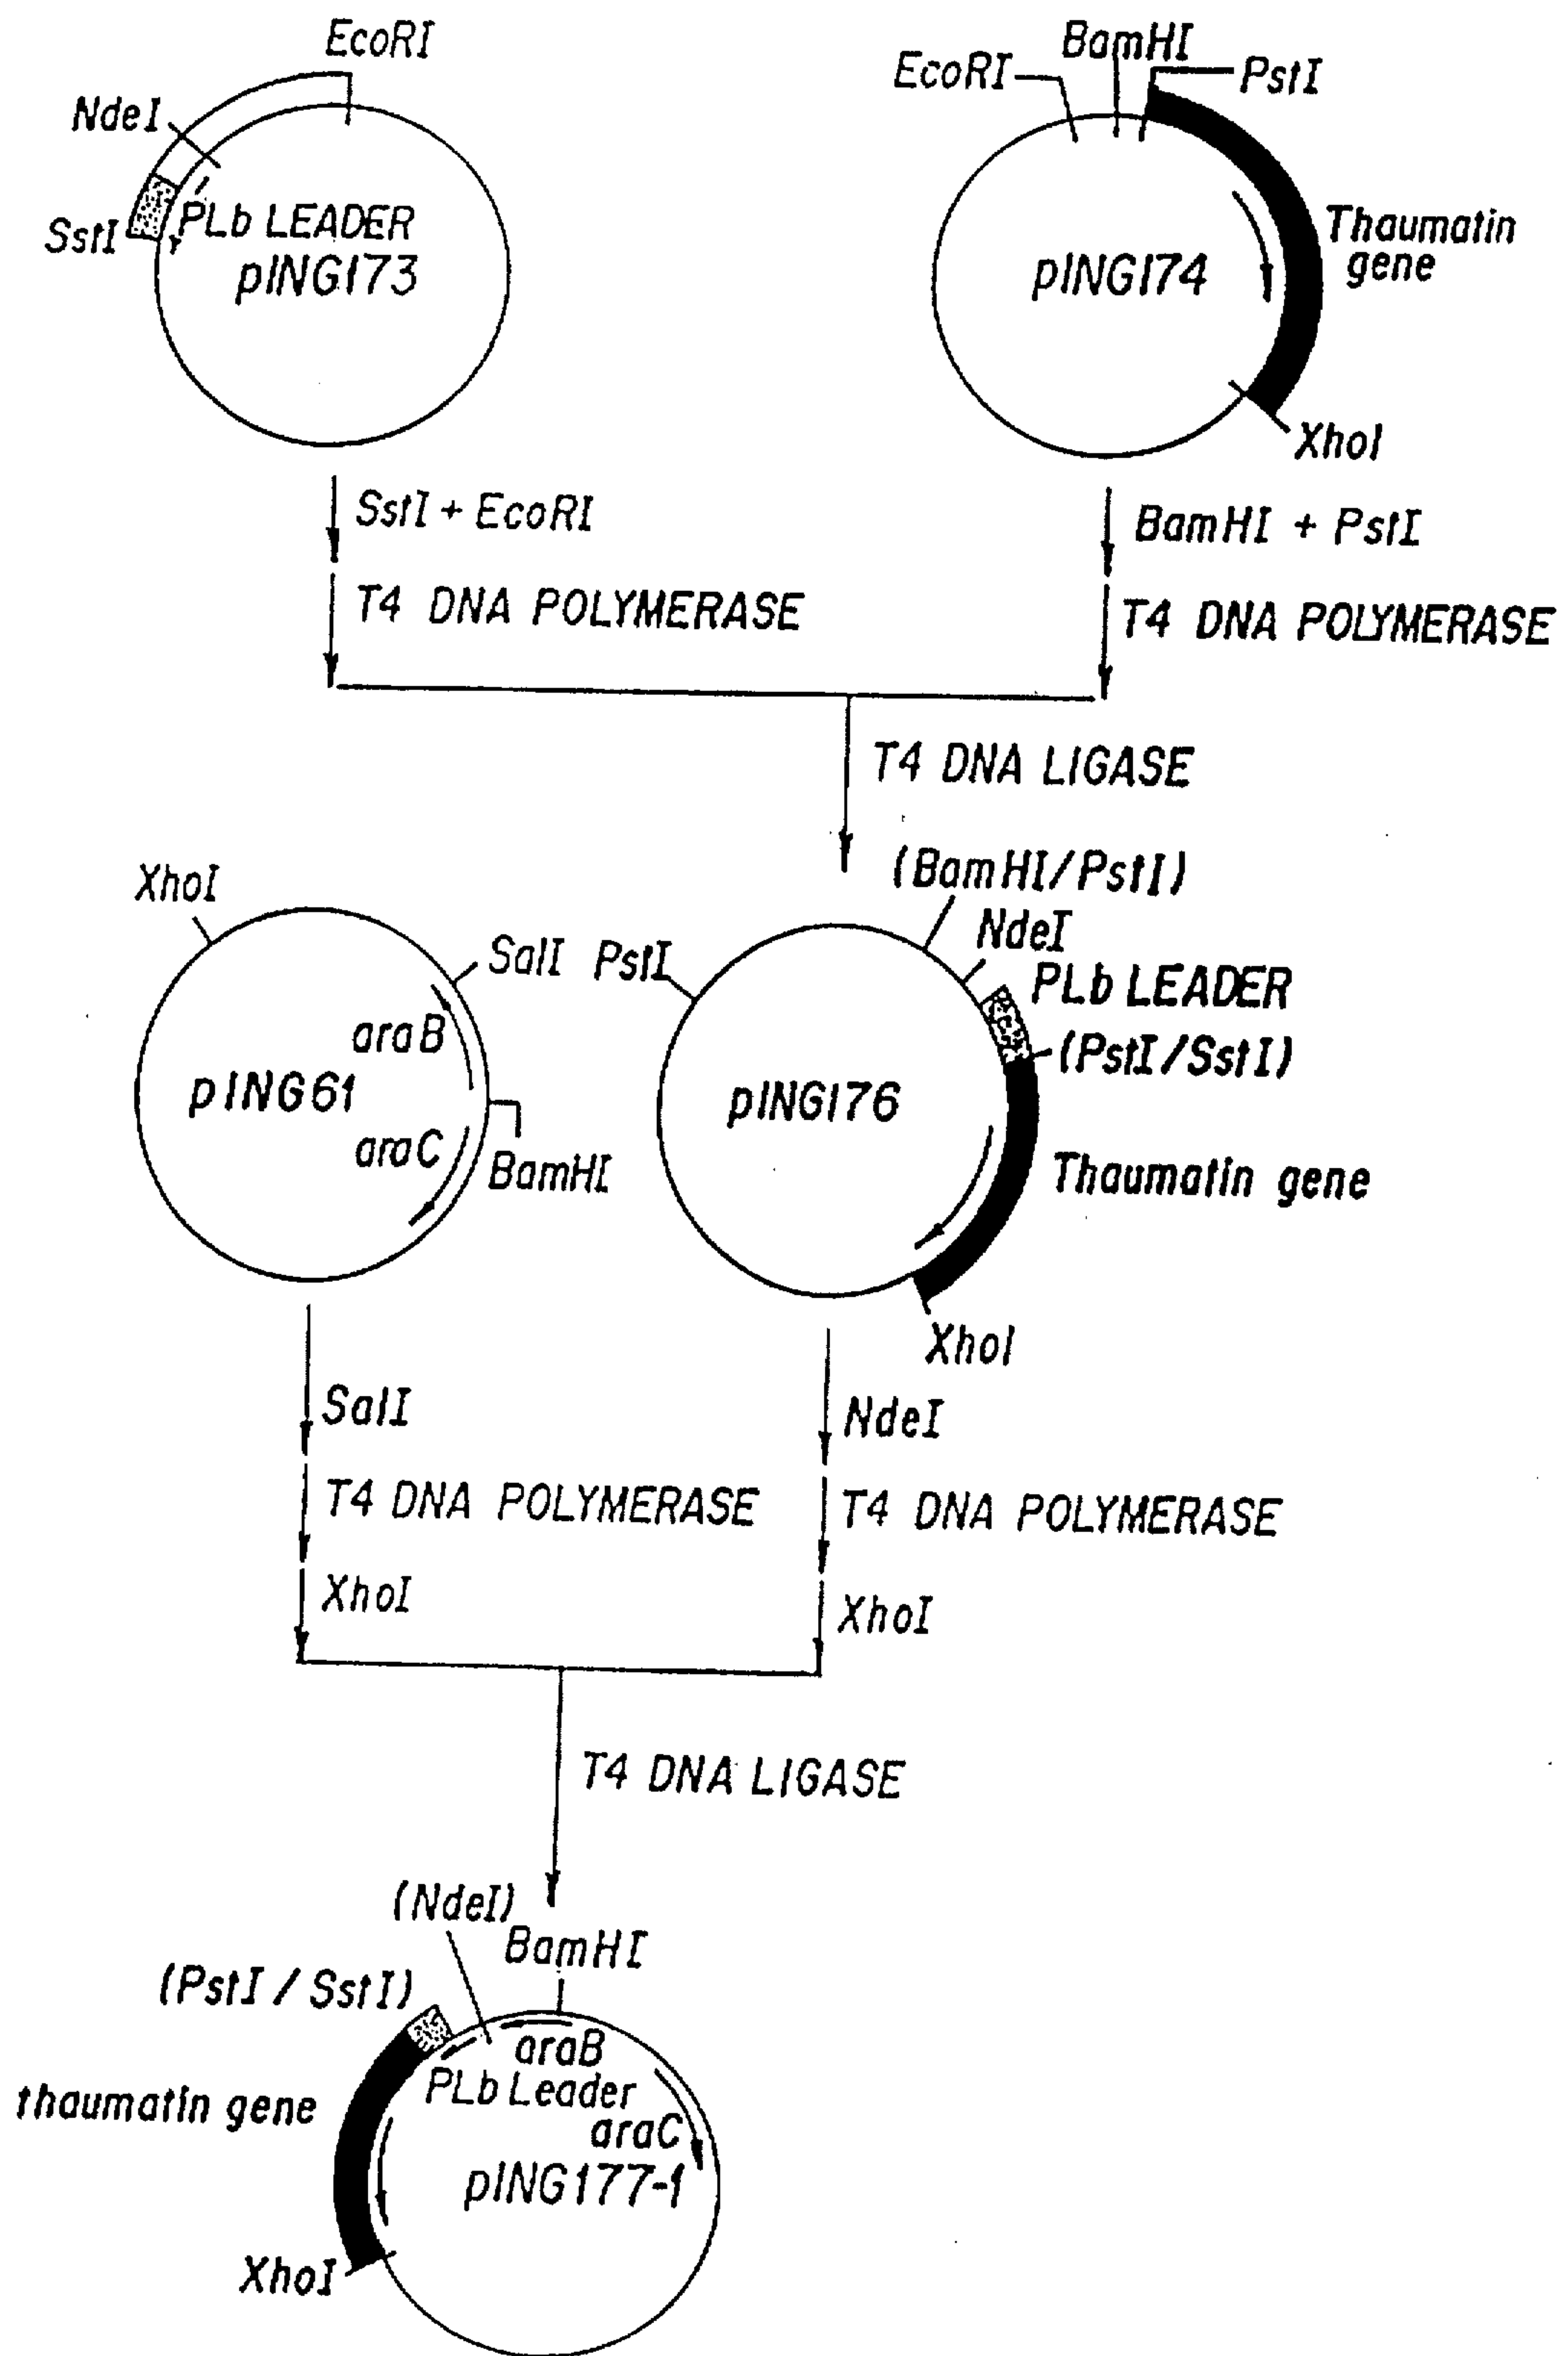 EcoRI
NdeI
SstI
PLb LEADER
pING173
BamHI
EcoRI
PstI
pING174
Thaumatin
gene
XhoI
SstI + EcoRI
BamHI + PstI
T4 DNA POLYMERASE
T4 DNA POLYMERASE
T4 DNA LIGASE
XhoI
SalI
araB
pING61
araC
BamHI
(BamHI/PstI)
NdeI
PstI
PLb LEADER
(PstI/SstI)
pING176
Thaumatin gene
XhoI
SalI
NdeI
T4 DNA POLYMERASE
T4 DNA POLYMERASE
XhoI
XhoI
T4 DNA LIGASE
(NdeI)
BamHI
(PstI / SstI)
araB
PLb Leader
thaumatin gene
araC
pING177-1
XhoI